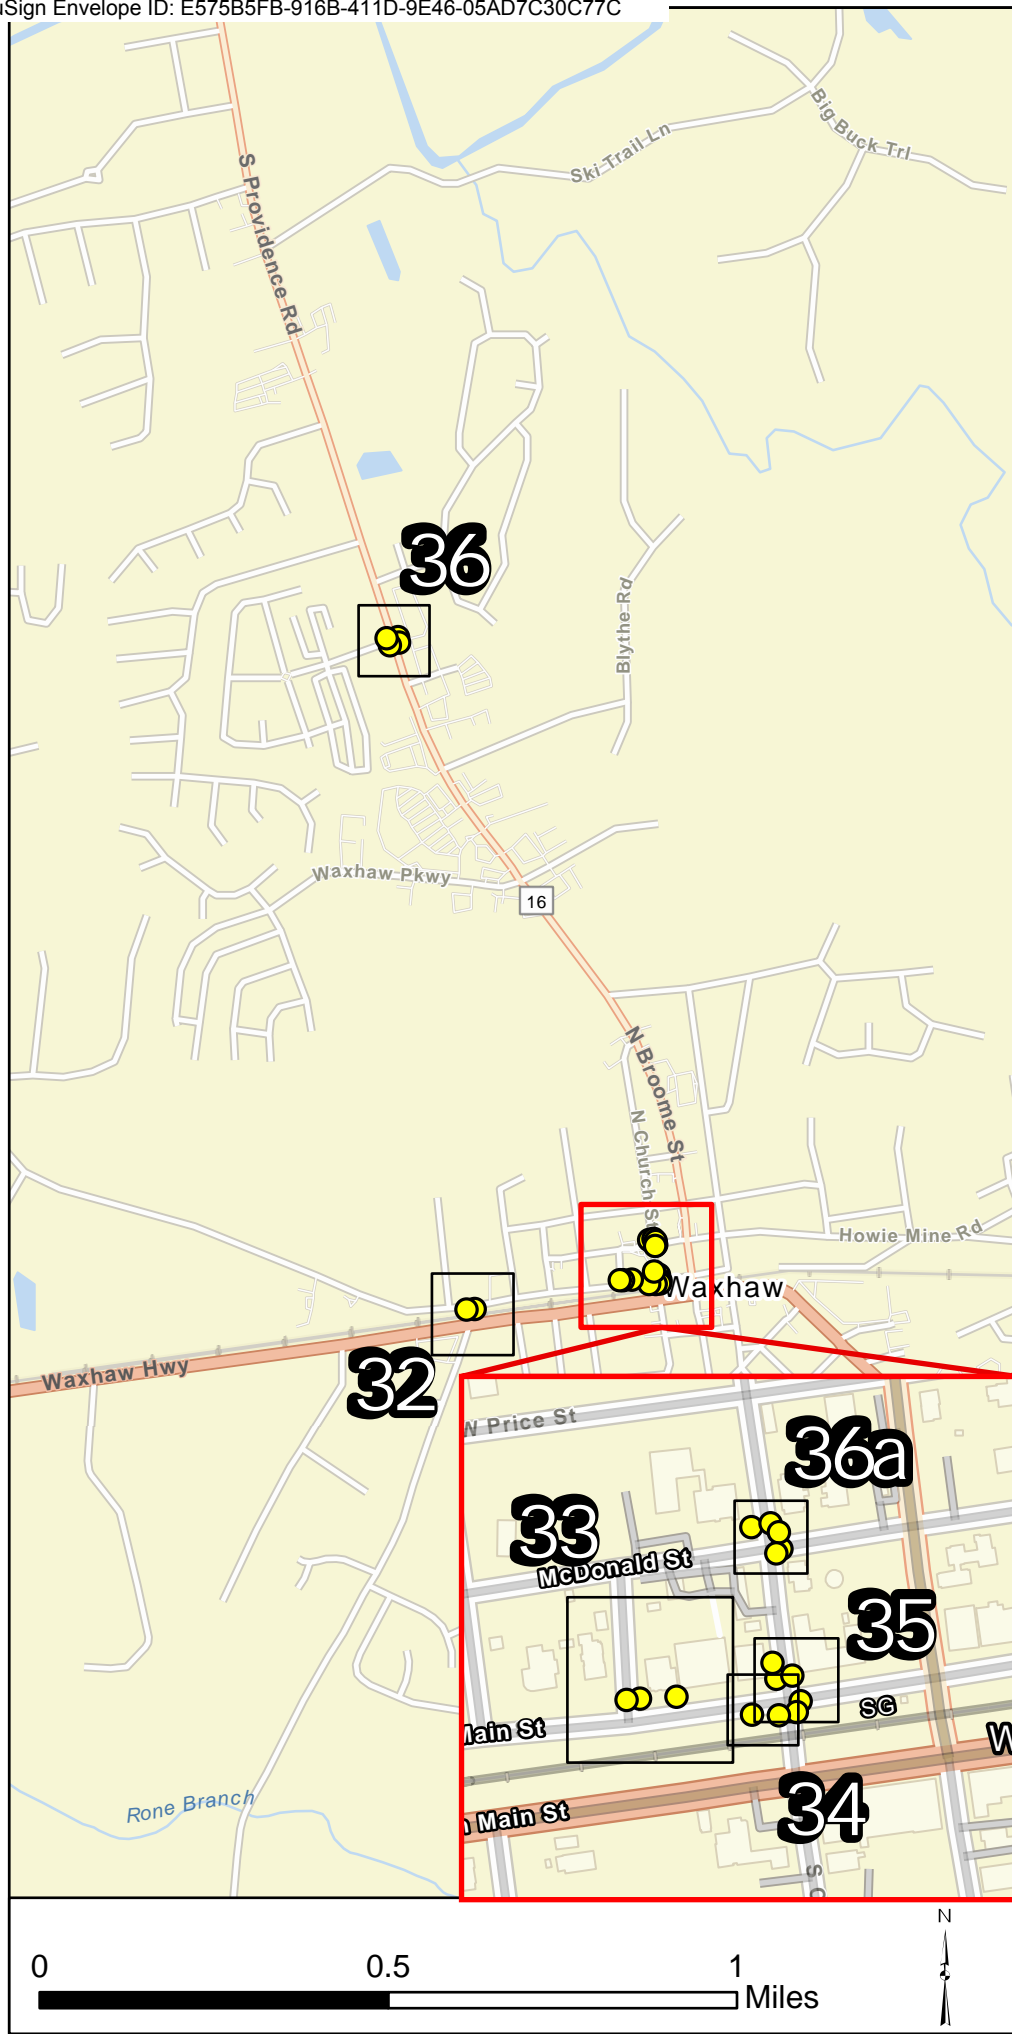 uSign Envelope ID: E575B5FB-916B-411D-9E46-05AD7C30C77C
Big Buck Trl
Ski Trail Ln
S Providence Rd
36
Blythe Rd
Waxhaw Pkwy
16
N Broome St
N Church St
Howie Mine Rd
Waxhaw
Waxhaw Hwy
32
W Price St
36a
33
McDonald St
35
SG
Main St
W
34
Main St
S C
Rone Branch
N
0
0.5
1
Miles